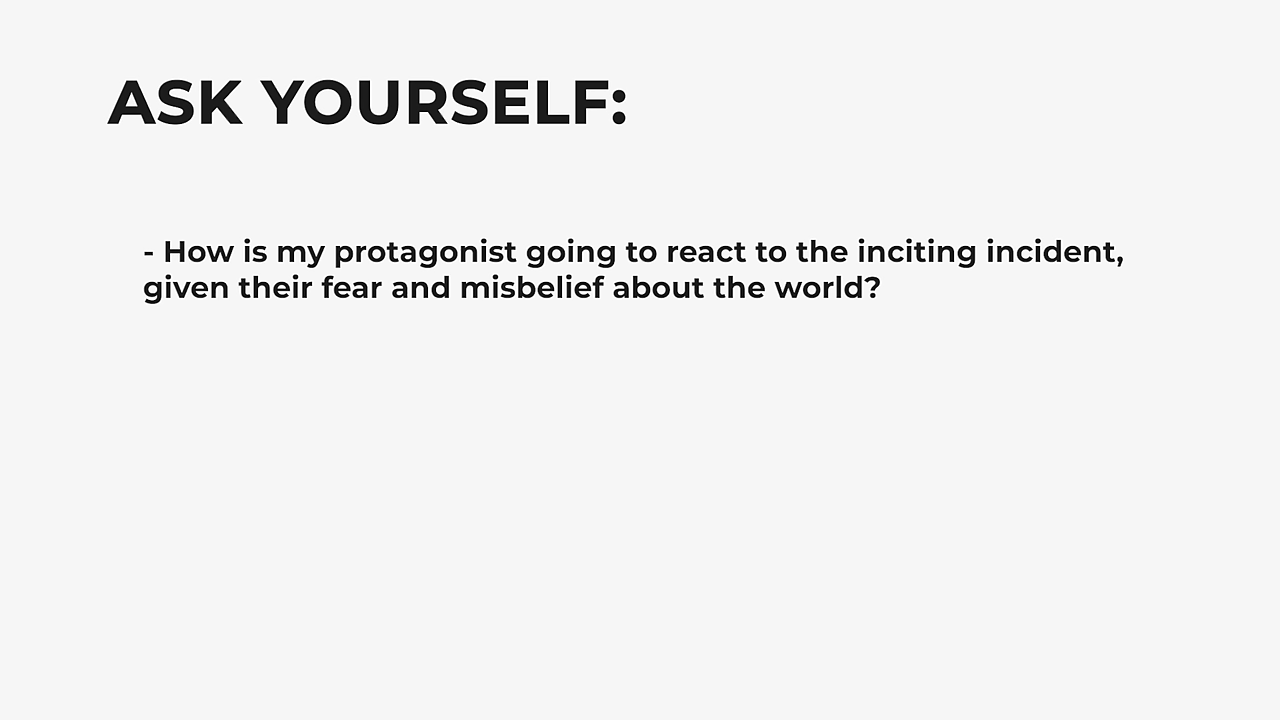 ASK YOURSELF:
- How is my protagonist going to react to the inciting incident,
given their fear and misbelief about the world?